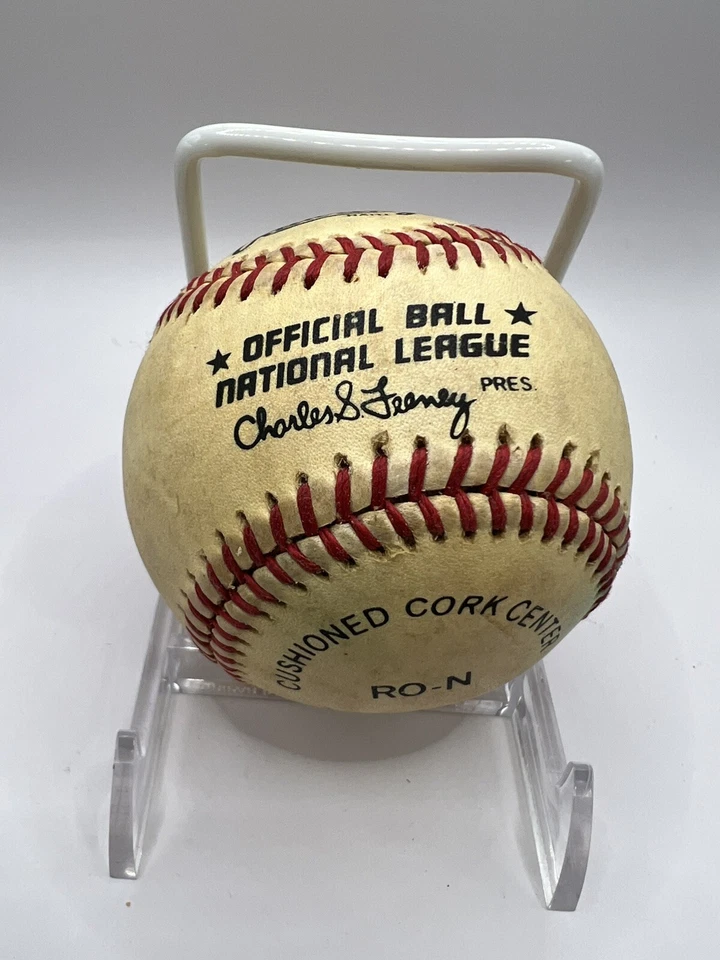 ★ OFFICIAL BALL ★
NATIONAL LEAGUE
Charles S. Feeney PRES.
CUSHIONED CORK CENTER
RO-N